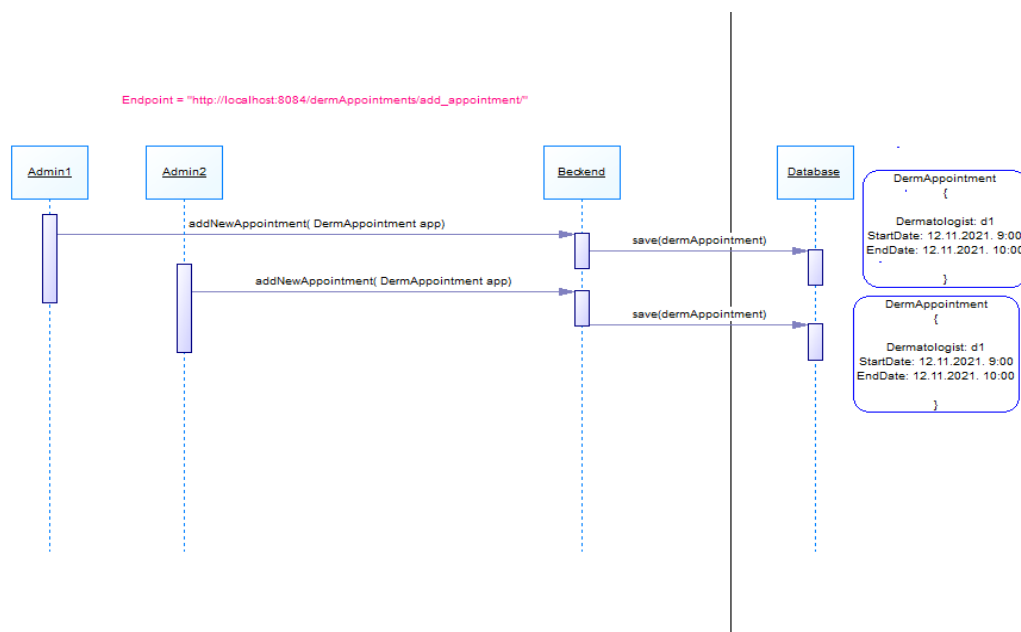 Endpoint = "http://localhost:8084/dermAppointments/add_appointment/"
Admin1
Admin2
Beckend
Database
addNewAppointment( DermAppointment app)
save(dermAppointment)
addNewAppointment( DermAppointment app)
save(dermAppointment)
DermAppointment
{
Dermatologist: d1
StartDate: 12.11.2021. 9:00
EndDate: 12.11.2021. 10:00
}
DermAppointment
{
Dermatologist: d1
StartDate: 12.11.2021. 9:00
EndDate: 12.11.2021. 10:00
}